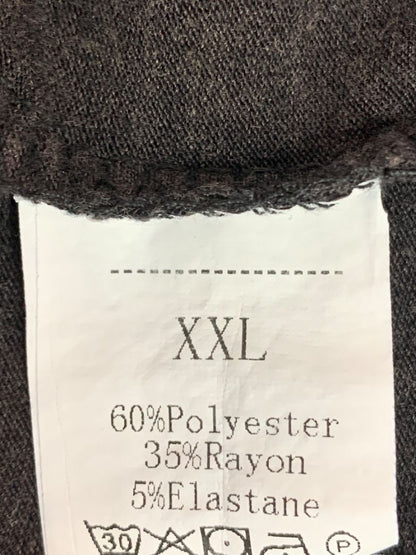 XXL
60%Polyester
35%Rayon
5%Elastane
30 P